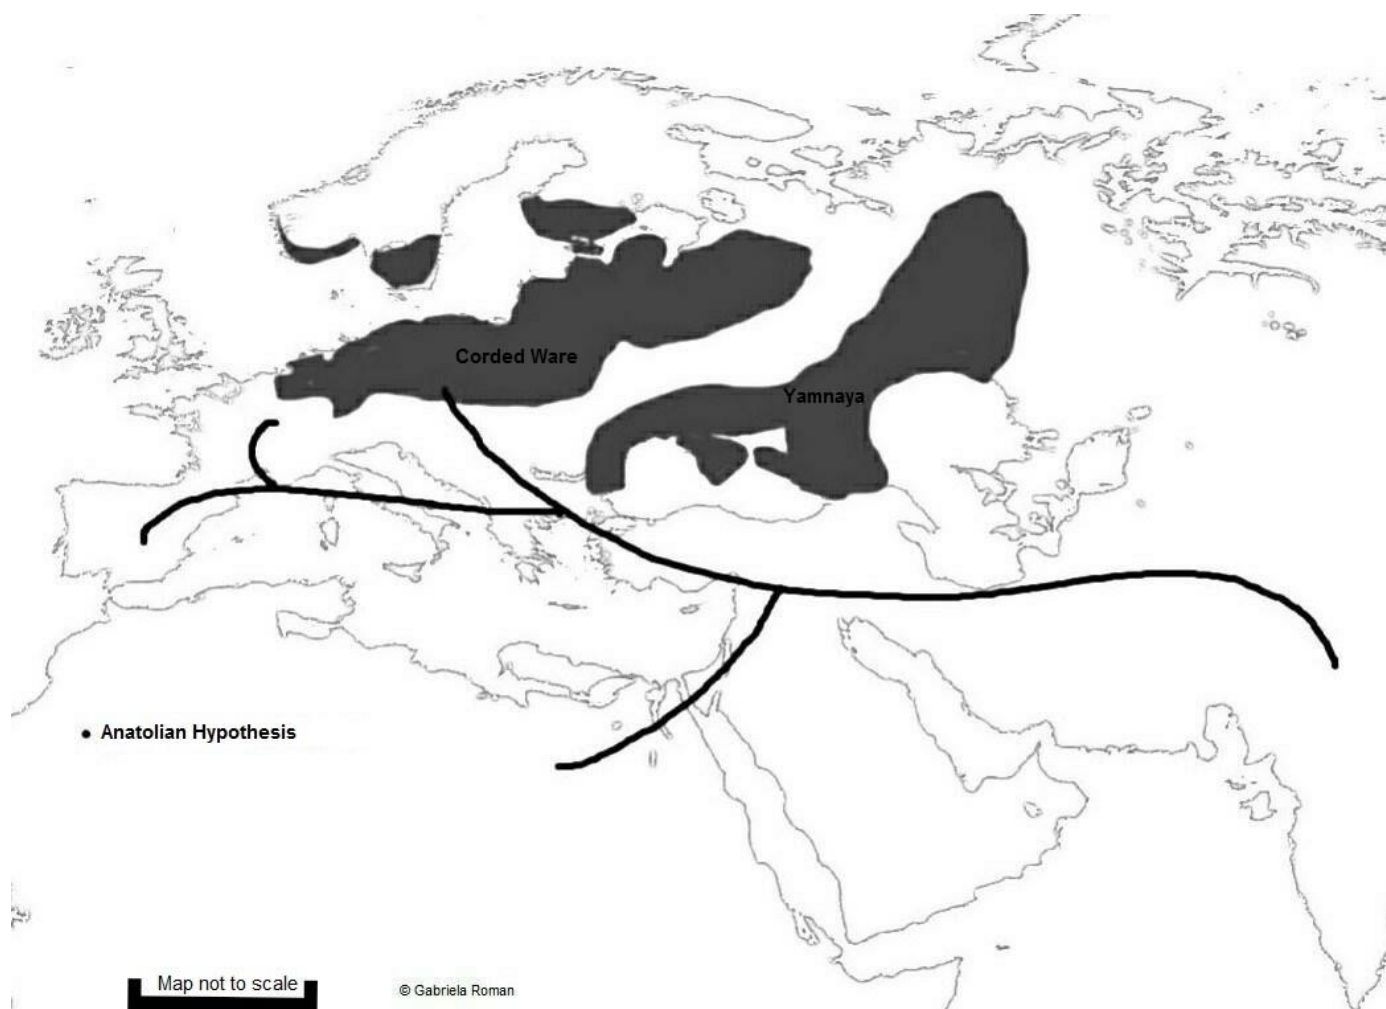 Corded Ware
Yamnaya
• Anatolian Hypothesis
Map not to scale
© Gabriela Roman